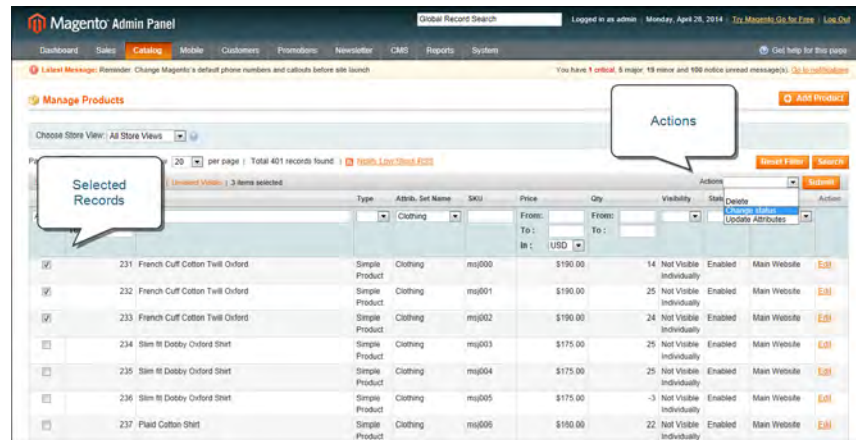 Magento Admin Panel
Global Record Search
Logged in as admin | Monday, April 28, 2014 | Try Magento Go for Free | Log Out
Dashboard Sales Catalog Mobile Customers Promotions Newsletter CMS Reports System Get help for this page
Latest Message: Reminder: Change Magento's default phone numbers and callouts before site launch You have 1 critical, 5 major, 19 minor and 100 notice unread message(s). Go to notifications
Manage Products Add Product
Actions
Choose Store View: All Store Views
20 per page | Total 401 records found | Notify Low Stock RSS Reset Filter Search
Selected
Records
Unselect Visible | 3 items selected Actions Submit
Delete
Change status
Update Attributes
Type Attrib. Set Name SKU Price Qty Visibility Action
Clothing From: From:
To : To :
In : USD
231 French Cuff Cotton Twill Oxford Simple Product Clothing msj000 $190.00 14 Not Visible Individually Enabled Main Website Edit
232 French Cuff Cotton Twill Oxford Simple Product Clothing msj001 $190.00 25 Not Visible Individually Enabled Main Website Edit
233 French Cuff Cotton Twill Oxford Simple Product Clothing msj002 $190.00 24 Not Visible Individually Enabled Main Website Edit
234 Slim fit Dobby Oxford Shirt Simple Product Clothing msj003 $175.00 25 Not Visible Individually Enabled Main Website Edit
235 Slim fit Dobby Oxford Shirt Simple Product Clothing msj004 $175.00 25 Not Visible Individually Enabled Main Website Edit
236 Slim fit Dobby Oxford Shirt Simple Product Clothing msj005 $175.00 -3 Not Visible Individually Enabled Main Website Edit
237 Plaid Cotton Shirt Simple Product Clothing msj006 $160.00 22 Not Visible Individually Enabled Main Website Edit